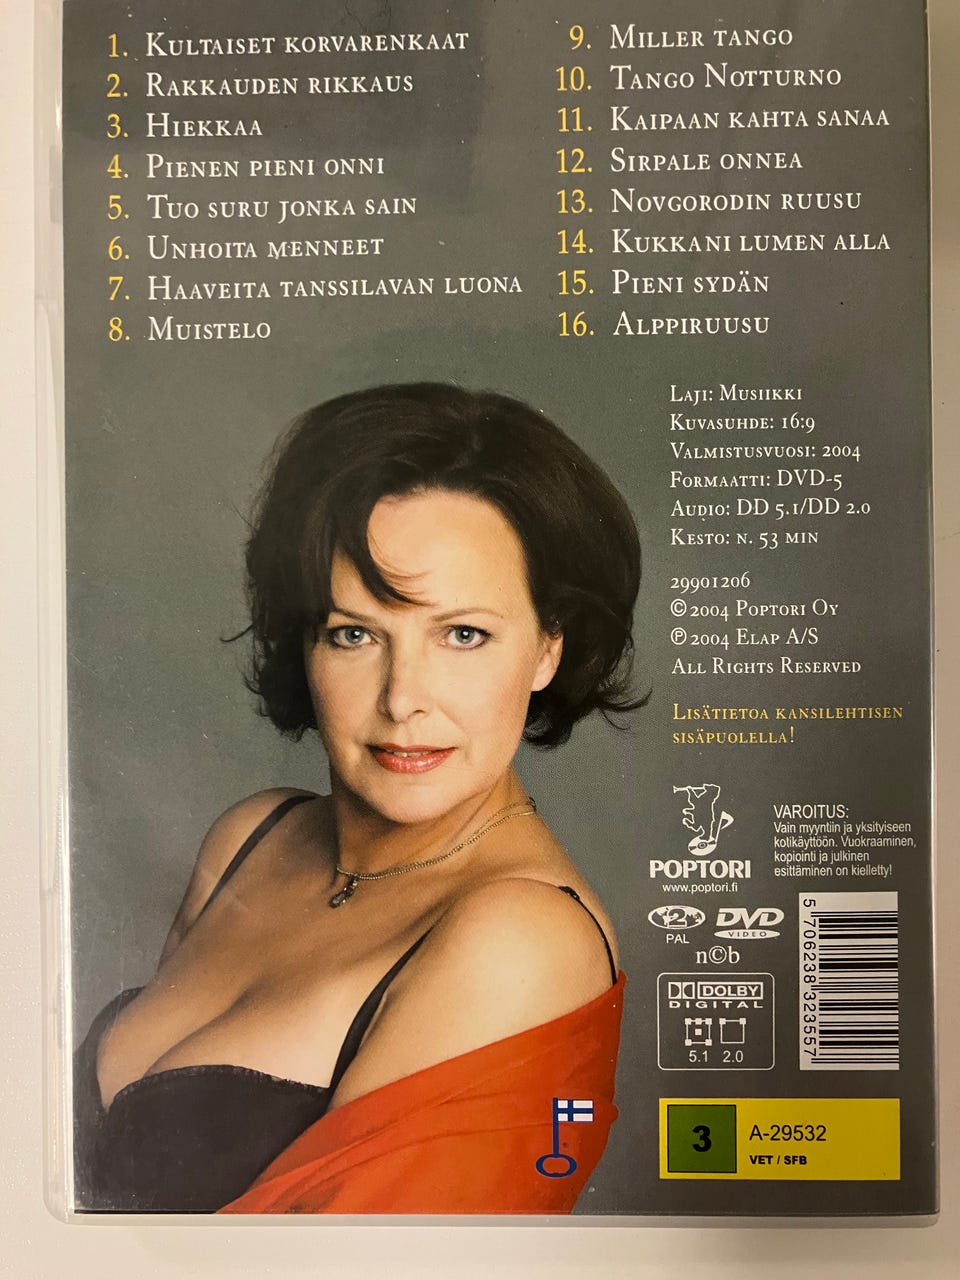 1. Kultaiset korvarenkaat
2. Rakkauden rikkaus
3. Hiekkaa
4. Pienen pieni onni
5. Tuo suru jonka sain
6. Unhoita menneet
7. Haaveita tanssilavan luona
8. Muistelo
9. Miller tango
10. Tango Notturno
11. Kaipaan kahta sanaa
12. Sirpale onnea
13. Novgorodin ruusu
14. Kukkani lumen alla
15. Pieni sydän
16. Alppiruusu
Laji: Musiikki
Kuvasuhde: 16:9
Valmistusvuosi: 2004
Formaatti: DVD-5
Audio: DD 5.1/DD 2.0
Kesto: n. 53 min
29901206
© 2004 Poptori Oy
℗ 2004 Elap A/S
All Rights Reserved
Lisätietoa kansilehtisen
sisäpuolella!
POPTORI
www.poptori.fi
VAROITUS:
Vain myyntiin ja yksityiseen
kotikäyttöön. Vuokraaminen,
kopiointi ja julkinen
esittäminen on kielletty!
2
PAL
DVD
VIDEO
n©b
DOLBY
DIGITAL
5.1 2.0
5 706238 323557
3
A-29532
VET / SFB